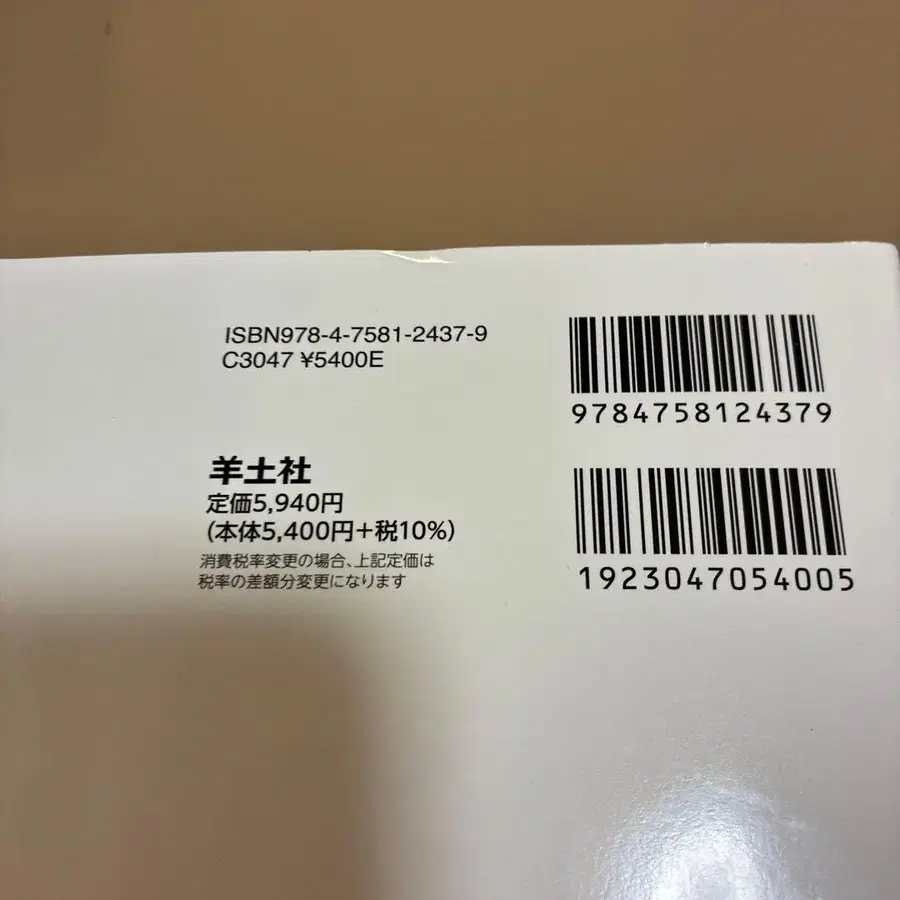 ISBN978-4-7581-2437-9
C3047 ¥5400E
羊土社
定価5,940円
(本体5,400円+税10%)
消費税率変更の場合、上記定価は
税率の差額分変更になります
9784758124379
1923047054005